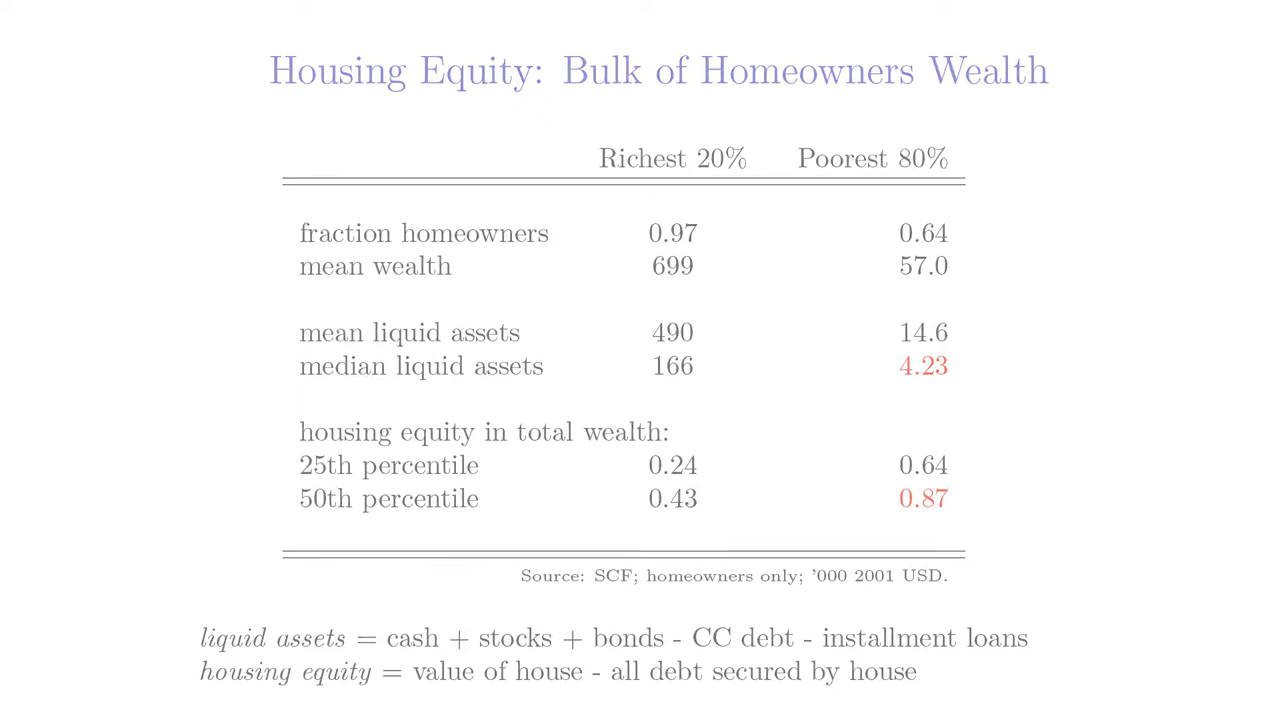 Housing Equity: Bulk of Homeowners Wealth
Richest 20% Poorest 80%
fraction homeowners 0.97 0.64
mean wealth 699 57.0
mean liquid assets 490 14.6
median liquid assets 166 4.23
housing equity in total wealth:
25th percentile 0.24 0.64
50th percentile 0.43 0.87
Source: SCF; homeowners only; '000 2001 USD.
liquid assets = cash + stocks + bonds - CC debt - installment loans
housing equity = value of house - all debt secured by house